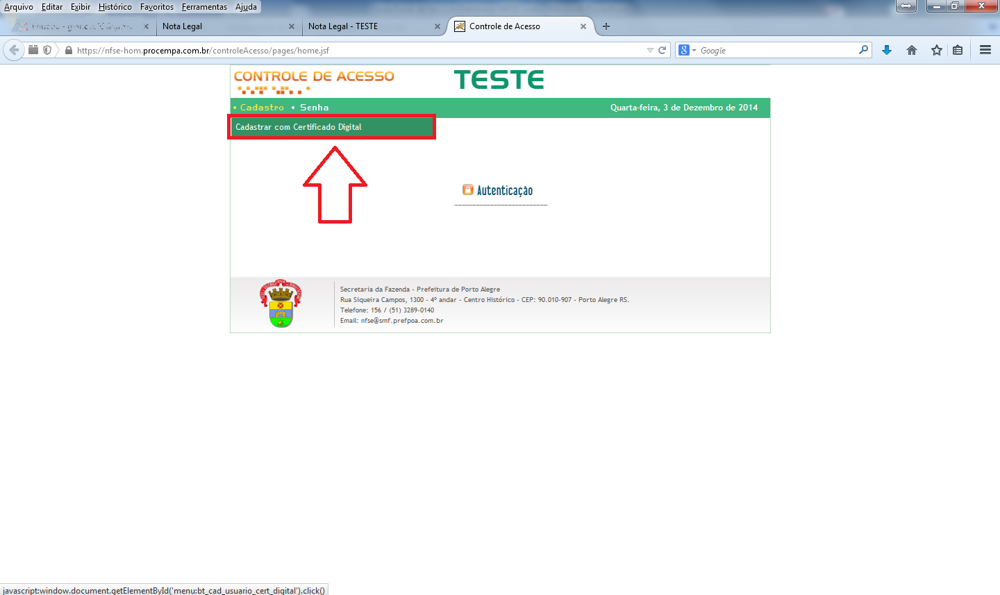 Arquivo Editar Exibir Histórico Favoritos Ferramentas Ajuda
Nota Legal
Nota Legal - TESTE
Controle de Acesso
https://nfse-hom.procempa.com.br/controleAcesso/pages/home.jsf
Google
CONTROLE DE ACESSO
TESTE
• Cadastro • Senha
Quarta-feira, 3 de Dezembro de 2014
Cadastrar com Certificado Digital
Autenticação
Secretaria da Fazenda - Prefeitura de Porto Alegre
Rua Siqueira Campos, 1300 - 4º andar - Centro Histórico - CEP: 90.010-907 - Porto Alegre RS.
Telefone: 156 / (51) 3289-0140
Email: nfse@smf.prefpoa.com.br
javascript:window.document.getElementById('menu:bt_cad_usuario_cert_digital').click()